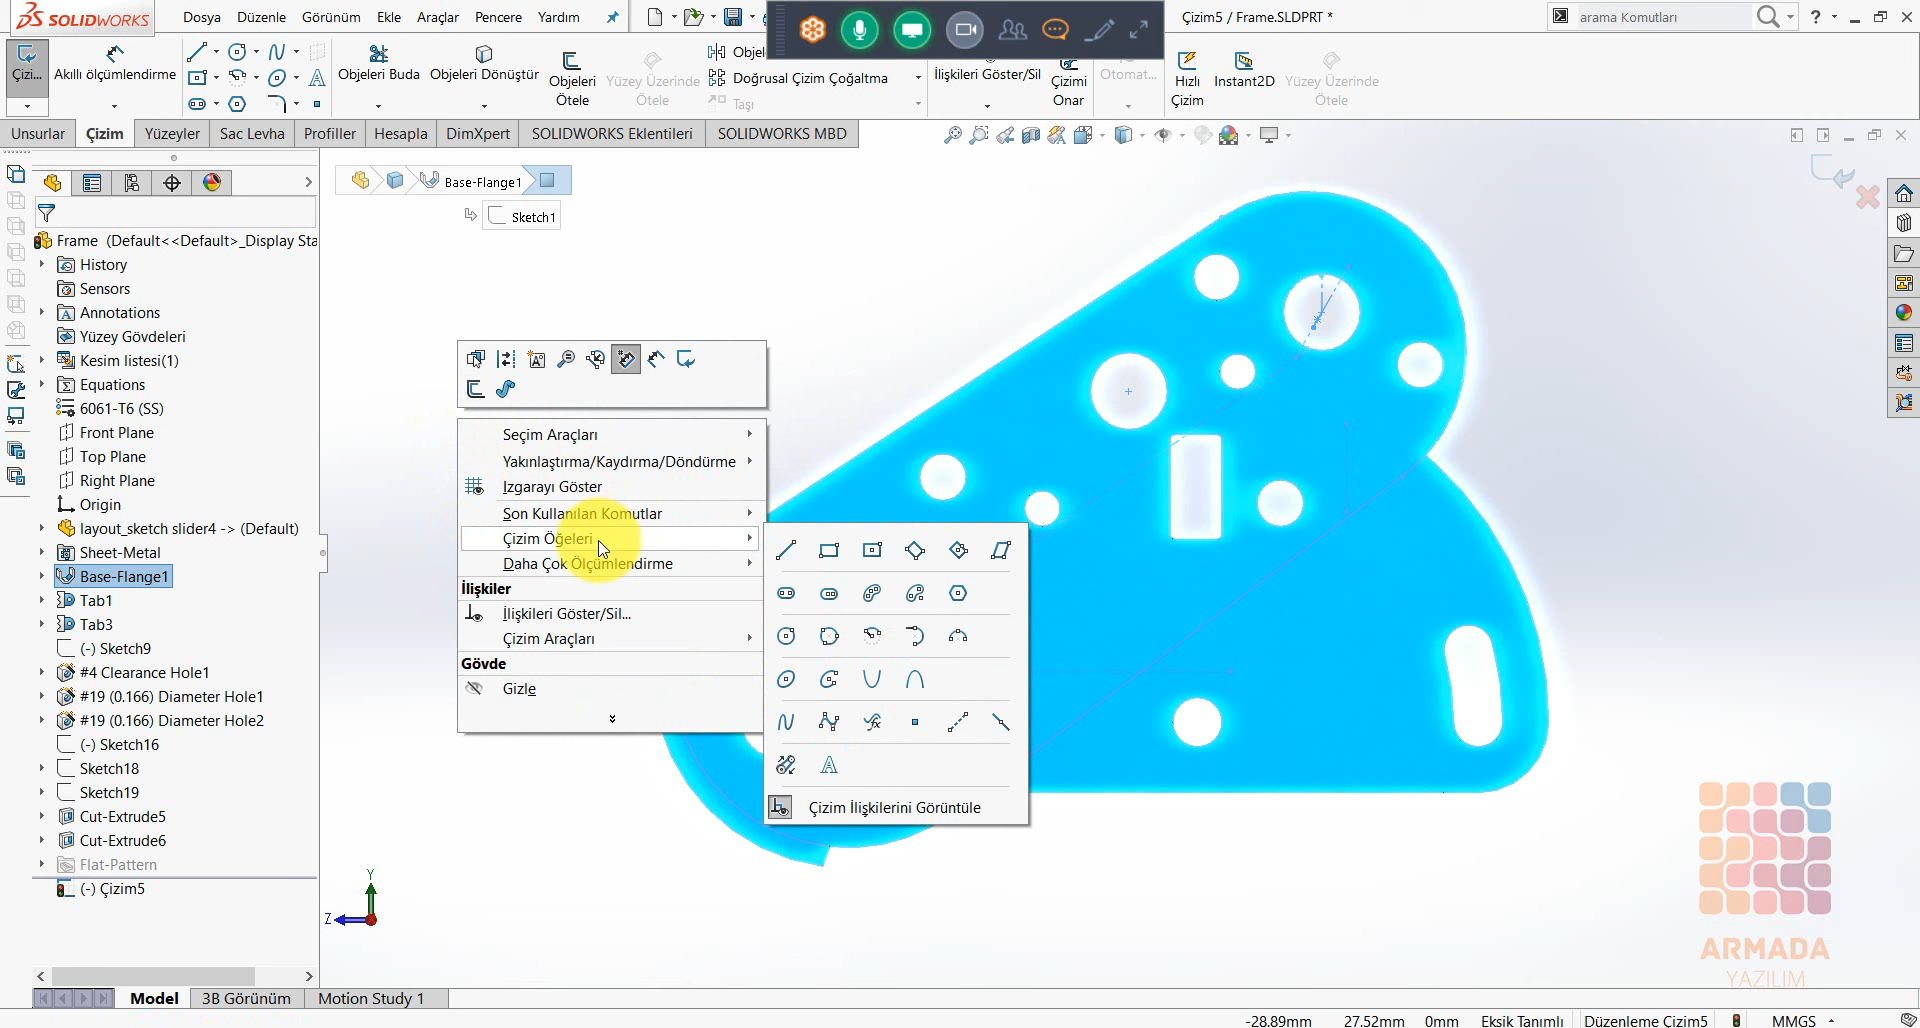 SOLIDWORKS
Dosya Düzenle Görünüm Ekle Araçlar Pencere Yardım
Çizim5 / Frame.SLDPRT *
arama Komutları
?
Çizi...
Akıllı ölçümlendirme
Objeleri Buda
Objeleri Dönüştür
Objeleri Ötele
Yüzey Üzerinde Ötele
Doğrusal Çizim Çoğaltma
Taşı
İlişkileri Göster/Sil
Çizimi Onar
Otomat...
Hızlı Çizim
Instant2D
Yüzey Üzerinde Ötele
Unsurlar Çizim Yüzeyler Sac Levha Profiller Hesapla DimXpert SOLIDWORKS Eklentileri SOLIDWORKS MBD
Base-Flange1
Sketch1
Frame (Default<<Default>_Display Sta
History
Sensors
Annotations
Yüzey Gövdeleri
Kesim listesi(1)
Equations
6061-T6 (SS)
Front Plane
Top Plane
Right Plane
Origin
layout_sketch slider4 -> (Default)
Sheet-Metal
Base-Flange1
Tab1
Tab3
(-) Sketch9
#4 Clearance Hole1
#19 (0.166) Diameter Hole1
#19 (0.166) Diameter Hole2
(-) Sketch16
Sketch18
Sketch19
Cut-Extrude5
Cut-Extrude6
Flat-Pattern
(-) Çizim5
Seçim Araçları
Yakınlaştırma/Kaydırma/Döndürme
Izgarayı Göster
Son Kullanılan Komutlar
Çizim Öğeleri
Daha Çok Ölçümlendirme
İlişkiler
İlişkileri Göster/Sil...
Çizim Araçları
Gövde
Gizle
Çizim İlişkilerini Görüntüle
Y
Z
ARMADA
YAZILIM
Model 3B Görünüm Motion Study 1
-28.89mm 27.52mm 0mm Eksik Tanımlı Düzenleme Çizim5 MMGS